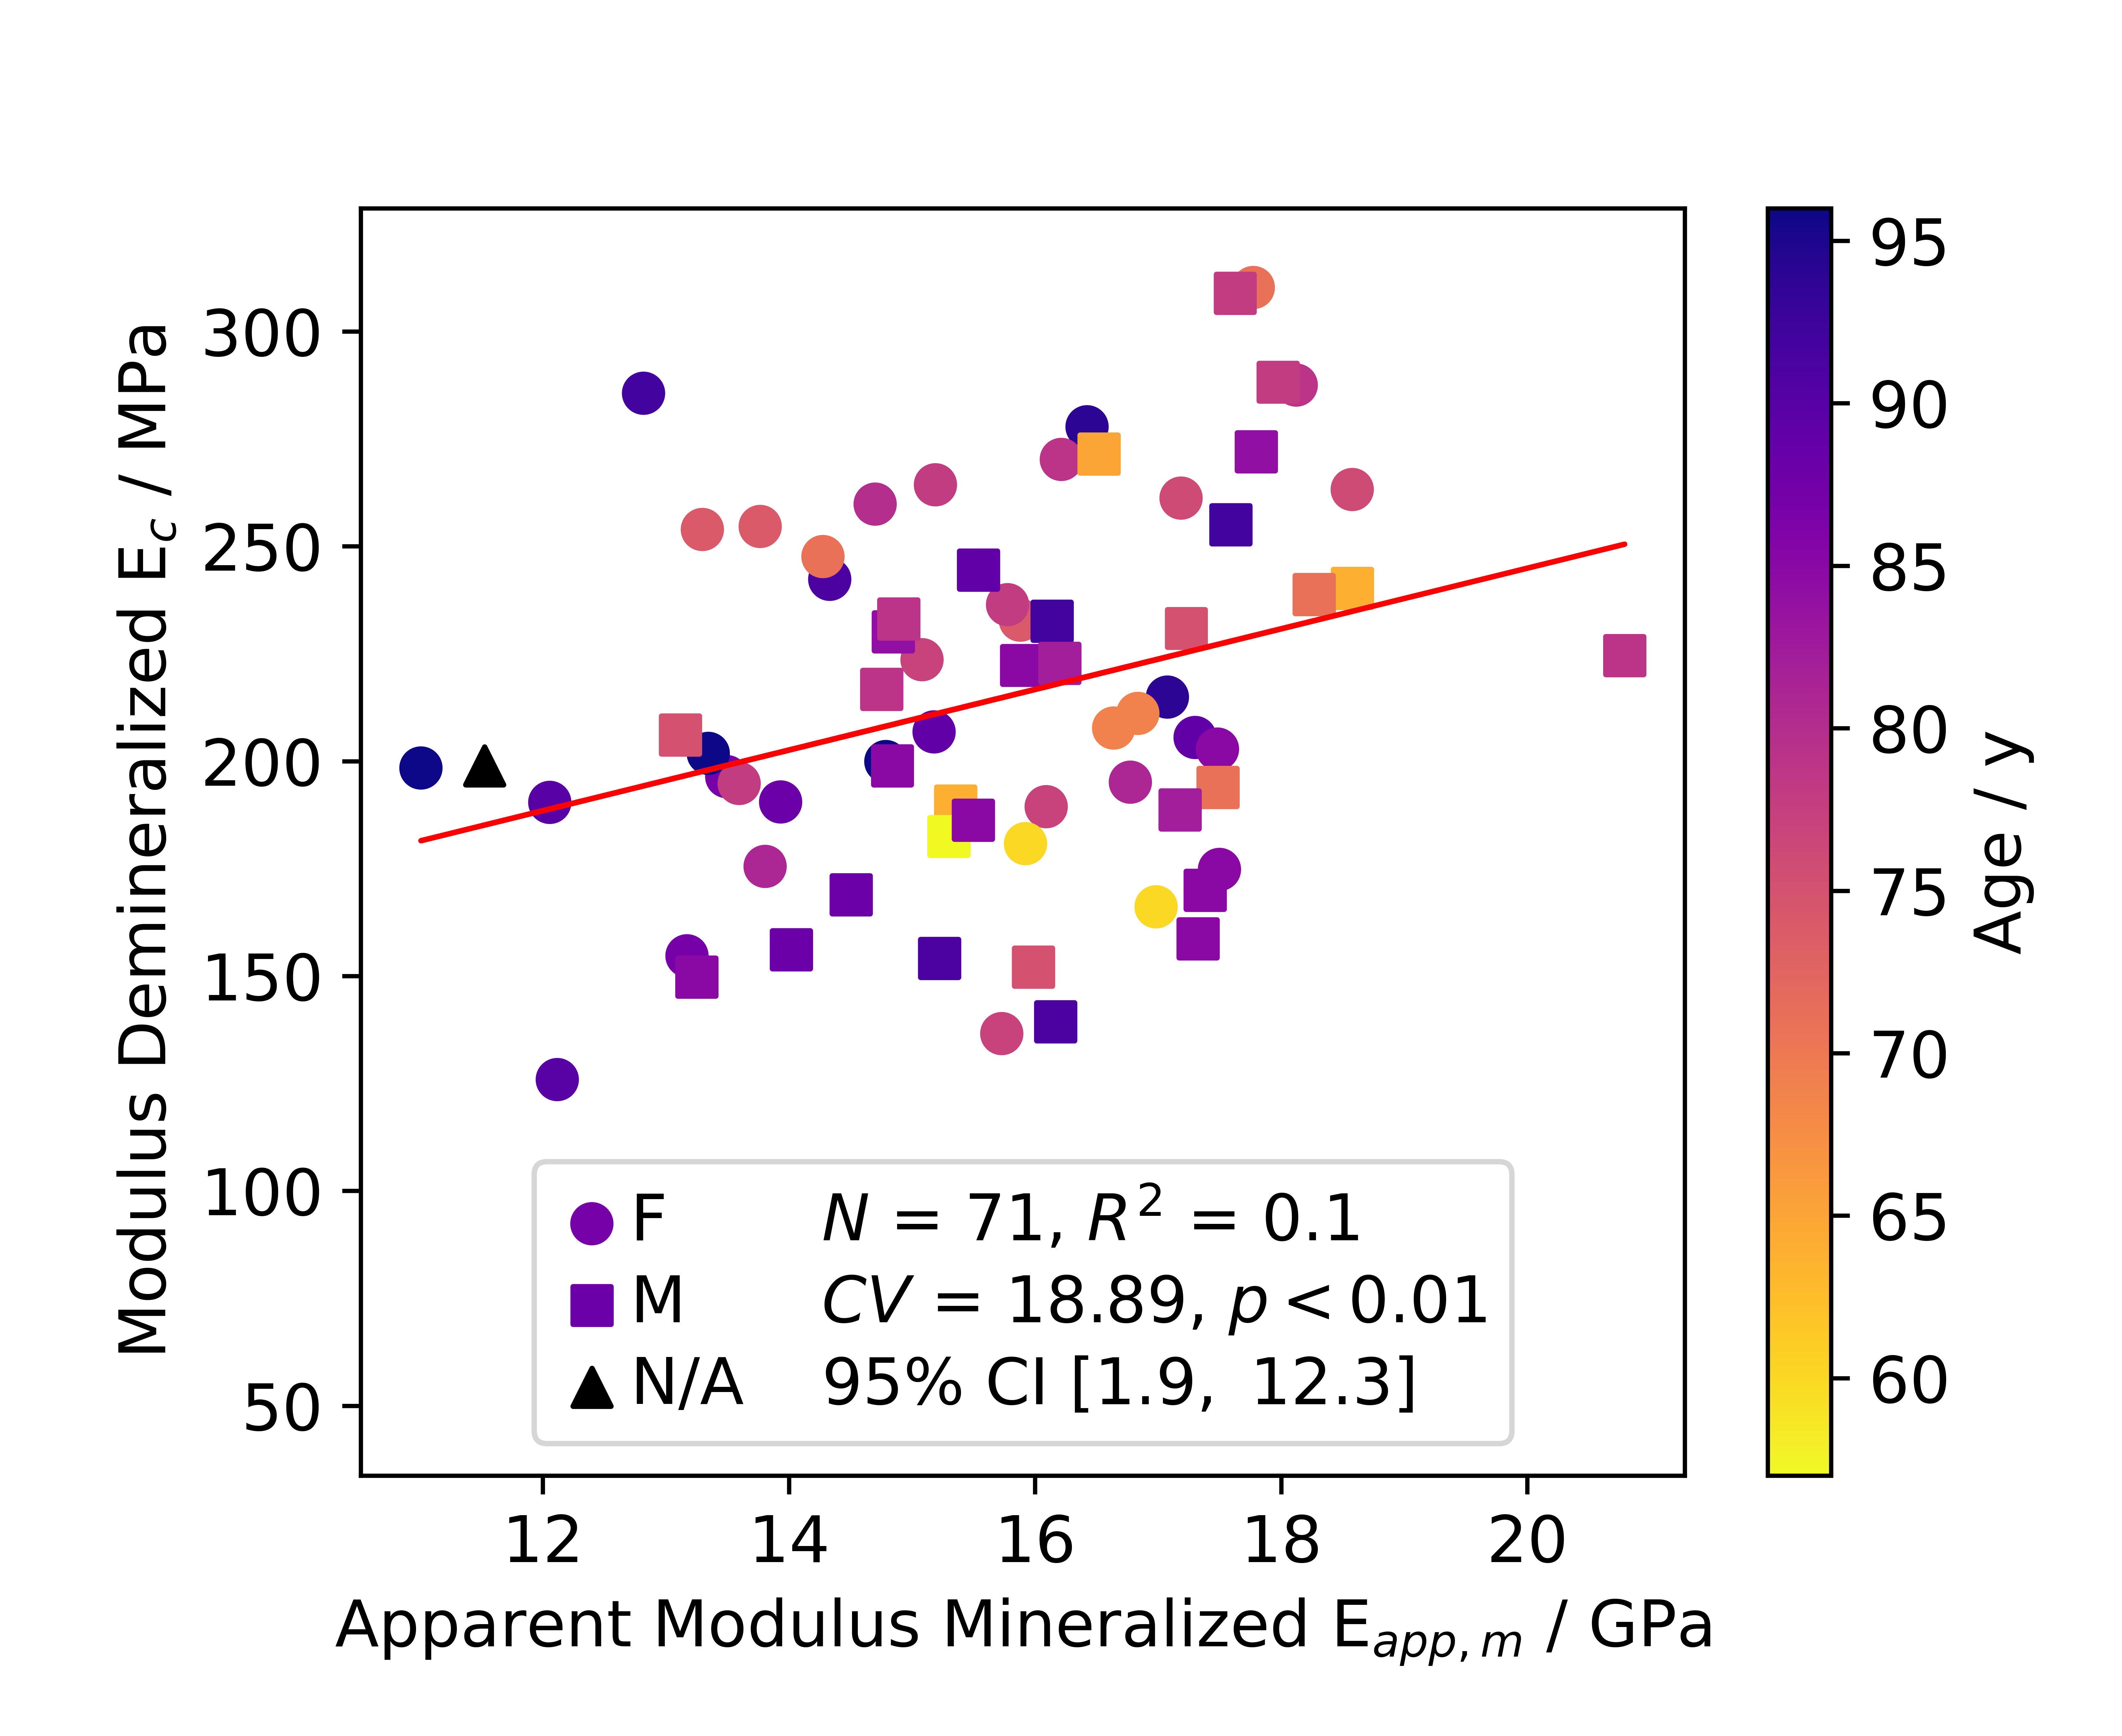 Modulus Demineralized E_c / MPa
300
250
200
150
100
50
F
M
N/A
N = 71, R² = 0.1
CV = 18.89, p < 0.01
95% CI [1.9, 12.3]
12 14 16 18 20
Apparent Modulus Mineralized E_app,m / GPa
95
90
85
80
75
70
65
60
Age / y